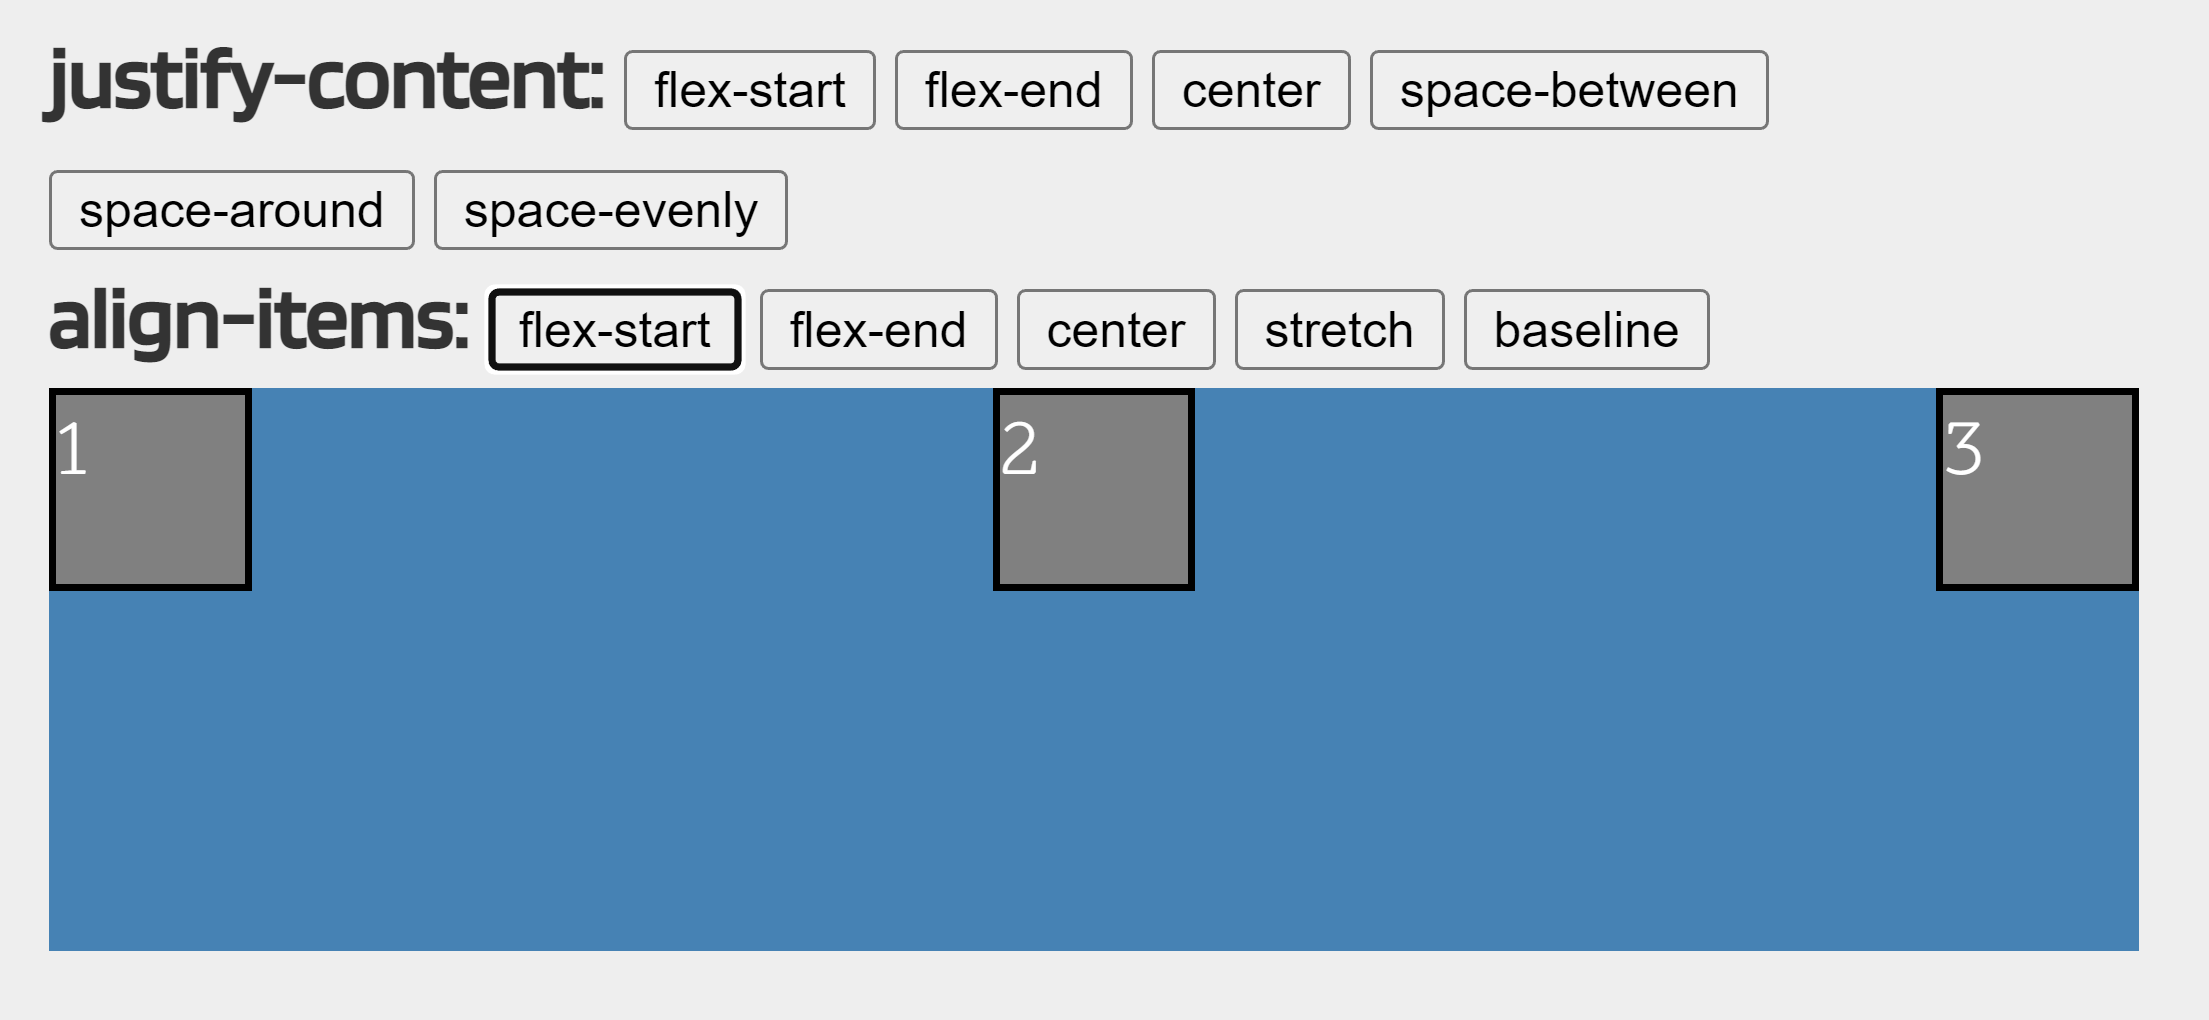 justify-content: flex-start flex-end center space-between
space-around space-evenly
align-items: flex-start flex-end center stretch baseline
1 2 3